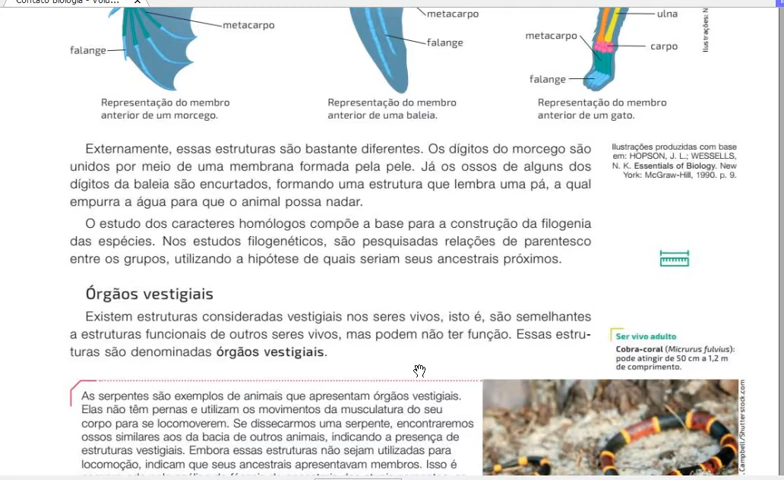 Contato Biologia - Volu...
metacarpo
falange
metacarpo
falange
ulna
metacarpo
carpo
falange
Ilustrações: N
Representação do membro
anterior de um morcego.
Representação do membro
anterior de uma baleia.
Representação do membro
anterior de um gato.
Externamente, essas estruturas são bastante diferentes. Os dígitos do morcego são
unidos por meio de uma membrana formada pela pele. Já os ossos de alguns dos
dígitos da baleia são encurtados, formando uma estrutura que lembra uma pá, a qual
empurra a água para que o animal possa nadar.
Ilustrações produzidas com base
em: HOPSON, J. L.; WESSELLS,
N. K. Essentials of Biology. New
York: McGraw-Hill, 1990. p. 9.
O estudo dos caracteres homólogos compõe a base para a construção da filogenia
das espécies. Nos estudos filogenéticos, são pesquisadas relações de parentesco
entre os grupos, utilizando a hipótese de quais seriam seus ancestrais próximos.
Órgãos vestigiais
Existem estruturas consideradas vestigiais nos seres vivos, isto é, são semelhantes
a estruturas funcionais de outros seres vivos, mas podem não ter função. Essas estru-
turas são denominadas órgãos vestigiais.
Ser vivo adulto
Cobra-coral (Micrurus fulvius):
pode atingir de 50 cm a 1,2 m
de comprimento.
As serpentes são exemplos de animais que apresentam órgãos vestigiais.
Elas não têm pernas e utilizam os movimentos da musculatura do seu
corpo para se locomoverem. Se dissecarmos uma serpente, encontraremos
ossos similares aos da bacia de outros animais, indicando a presença de
estruturas vestigiais. Embora essas estruturas não sejam utilizadas para
locomoção, indicam que seus ancestrais apresentavam membros. Isso é
Campbell/Shutterstock.com